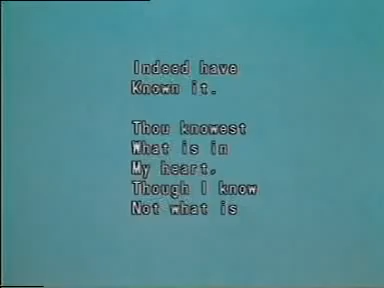 Indeed have
Known it.
Thou knowest
What is in
My heart,
Though I know
Not what is